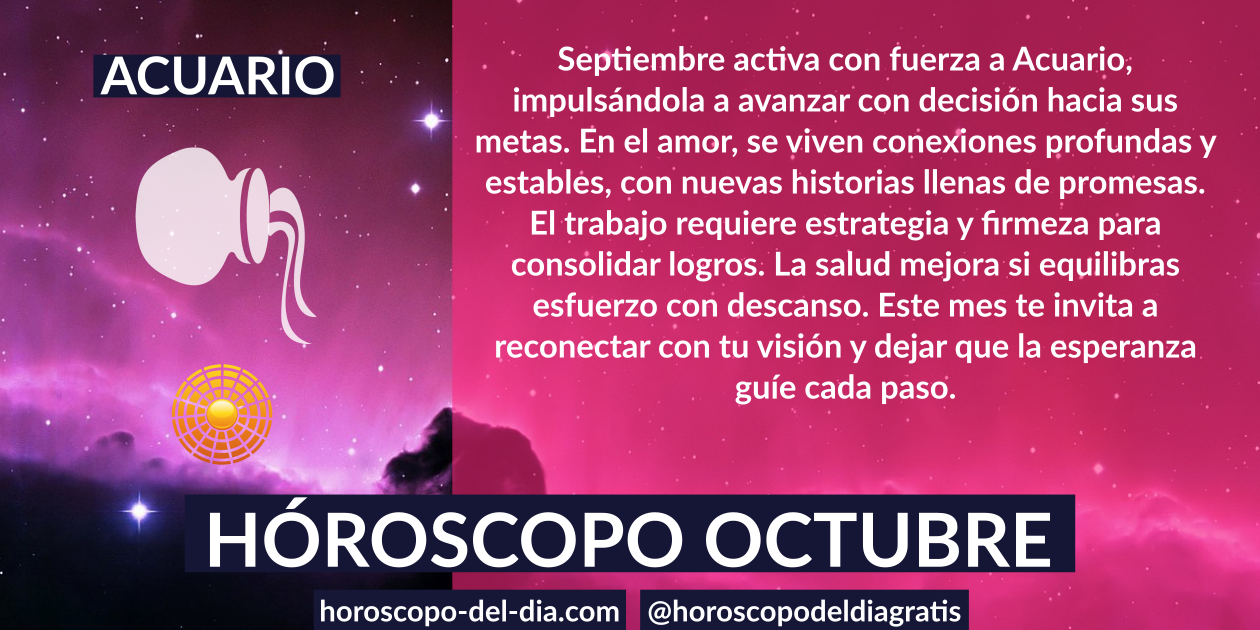 ACUARIO
Septiembre activa con fuerza a Acuario,
impulsándola a avanzar con decisión hacia sus
metas. En el amor, se viven conexiones profundas y
estables, con nuevas historias llenas de promesas.
El trabajo requiere estrategia y firmeza para
consolidar logros. La salud mejora si equilibras
esfuerzo con descanso. Este mes te invita a
reconectar con tu visión y dejar que la esperanza
guíe cada paso.
HÓROSCOPO OCTUBRE
horoscopo-del-dia.com
@horoscopodeldiagratis